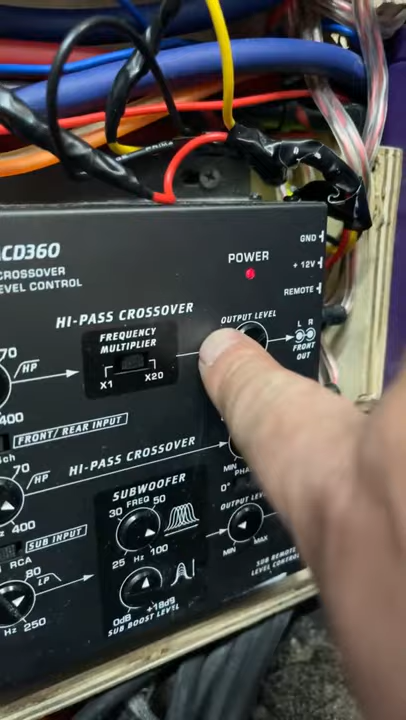 CD360
CROSSOVER
LEVEL CONTROL
POWER
GND
+ 12V
REMOTE
HI-PASS CROSSOVER
FREQUENCY
MULTIPLIER
X1
X20
OUTPUT LEVEL
L R
FRONT
OUT
70
HP
400
FRONT/ REAR INPUT
HI-PASS CROSSOVER
70
HP
Hz 400
MIN
0°
SUBWOOFER
30 FREQ 50
25 Hz 100
OUTPUT LEV
MIN
MAX
SUB INPUT
RCA
80
LP
Hz 250
0dB
+18dB
SUB BOOST LEVEL
SUB REMOTE
LEVEL CONTROL